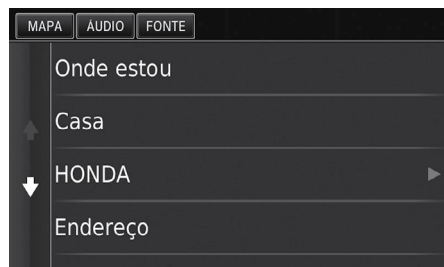 MAPA ÁUDIO FONTE
Onde estou
Casa
HONDA
Endereço